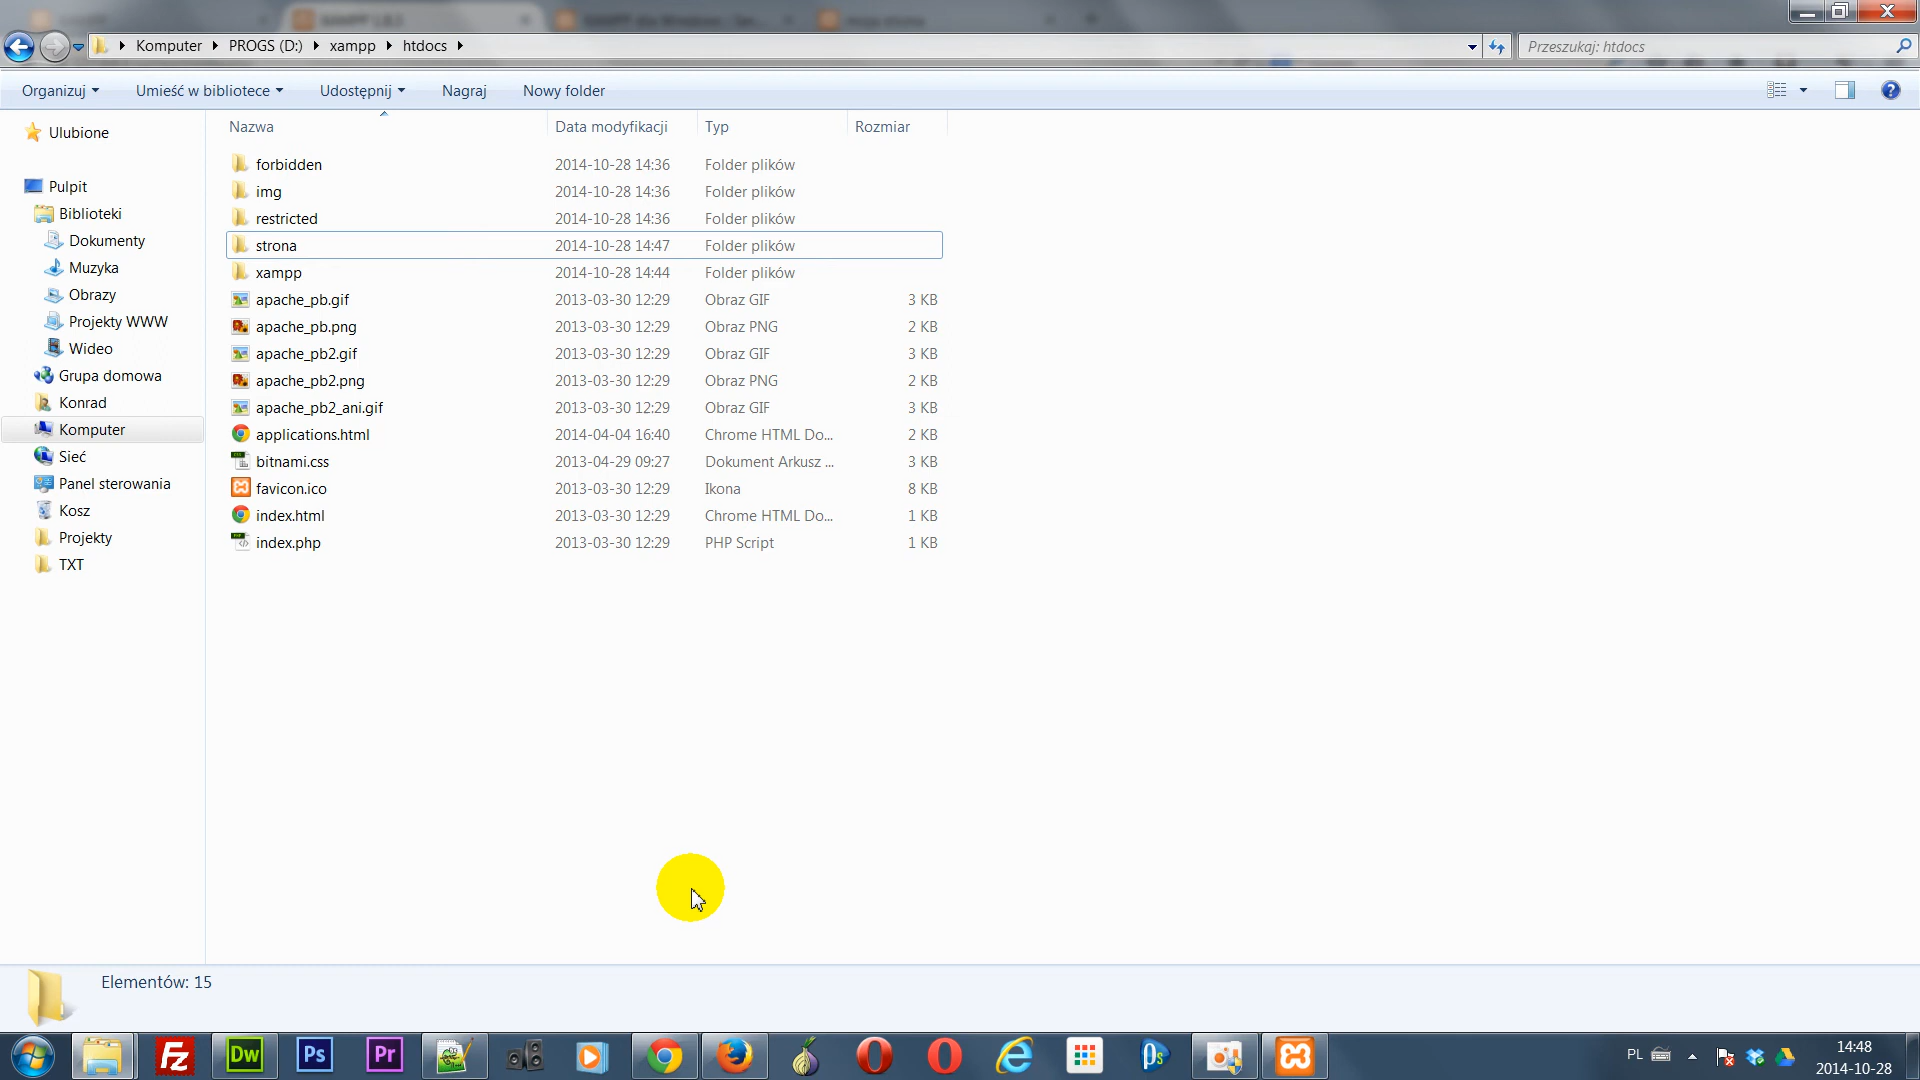 Komputer PROGS (D:) xampp htdocs
Przeszukaj: htdocs
Organizuj Umieść w bibliotece Udostępnij Nagraj Nowy folder
Nazwa Data modyfikacji Typ Rozmiar
Ulubione
Pulpit
Biblioteki
Dokumenty
Muzyka
Obrazy
Projekty WWW
Wideo
Grupa domowa
Konrad
Komputer
Sieć
Panel sterowania
Kosz
Projekty
TXT
forbidden 2014-10-28 14:36 Folder plików
img 2014-10-28 14:36 Folder plików
restricted 2014-10-28 14:36 Folder plików
strona 2014-10-28 14:47 Folder plików
xampp 2014-10-28 14:44 Folder plików
apache_pb.gif 2013-03-30 12:29 Obraz GIF 3 KB
apache_pb.png 2013-03-30 12:29 Obraz PNG 2 KB
apache_pb2.gif 2013-03-30 12:29 Obraz GIF 3 KB
apache_pb2.png 2013-03-30 12:29 Obraz PNG 2 KB
apache_pb2_ani.gif 2013-03-30 12:29 Obraz GIF 3 KB
applications.html 2014-04-04 16:40 Chrome HTML Do... 2 KB
bitnami.css 2013-04-29 09:27 Dokument Arkusz ... 3 KB
favicon.ico 2013-03-30 12:29 Ikona 8 KB
index.html 2013-03-30 12:29 Chrome HTML Do... 1 KB
index.php 2013-03-30 12:29 PHP Script 1 KB
Elementów: 15
Fz Dw Ps Pr
PL
14:48
2014-10-28